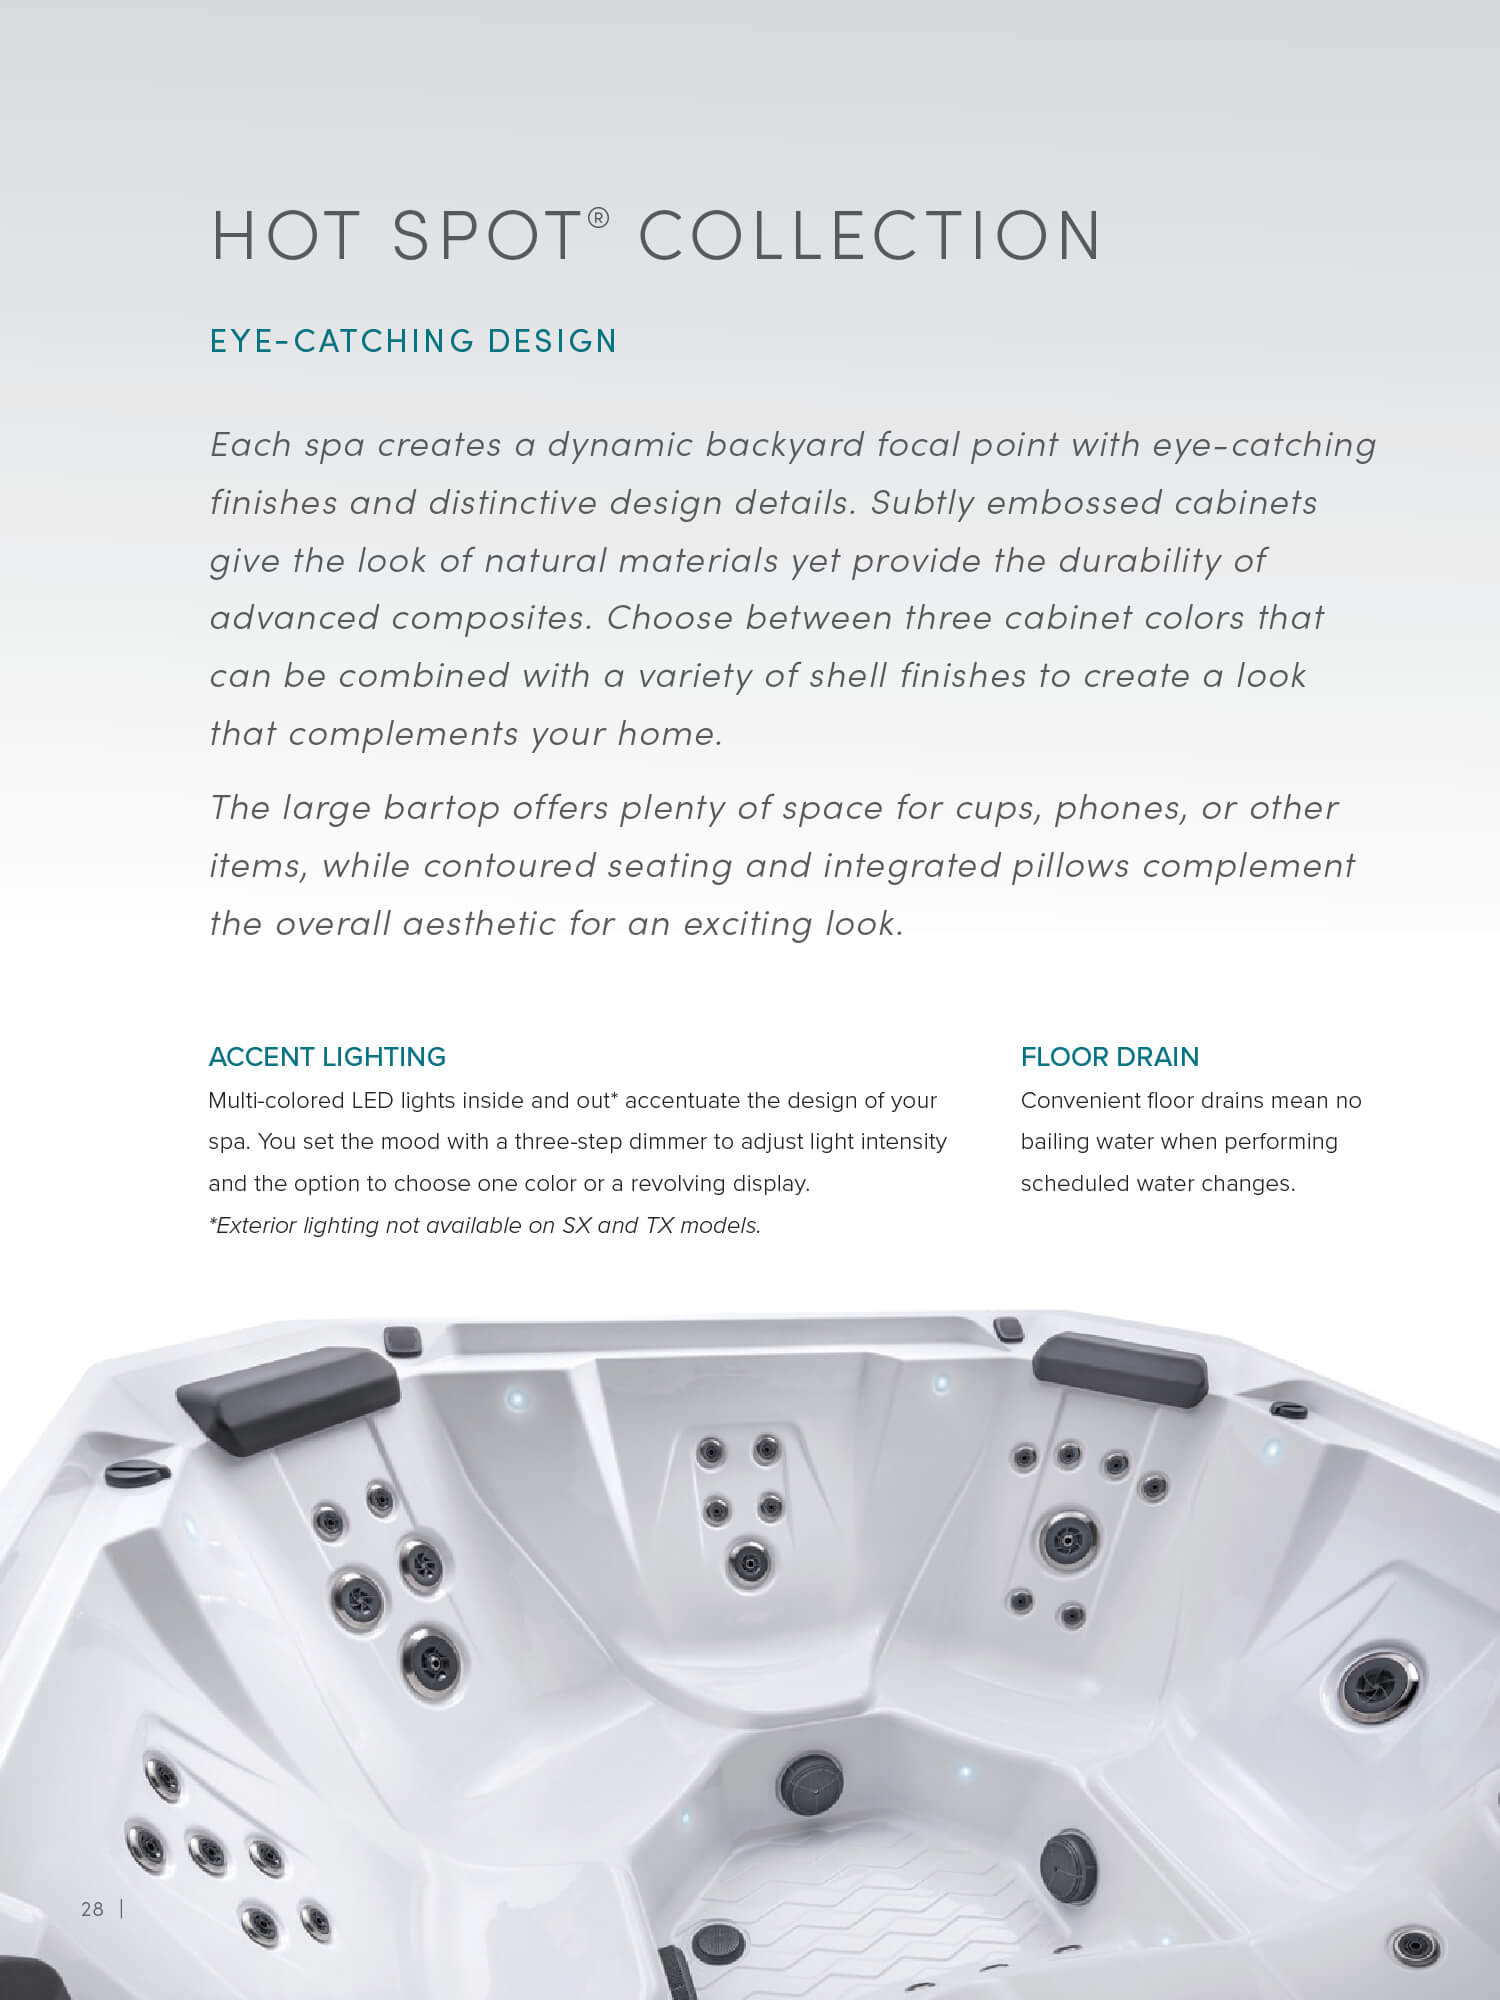 HOT SPOT® COLLECTION
EYE-CATCHING DESIGN
Each spa creates a dynamic backyard focal point with eye-catching
finishes and distinctive design details. Subtly embossed cabinets
give the look of natural materials yet provide the durability of
advanced composites. Choose between three cabinet colors that
can be combined with a variety of shell finishes to create a look
that complements your home.
The large bartop offers plenty of space for cups, phones, or other
items, while contoured seating and integrated pillows complement
the overall aesthetic for an exciting look.
ACCENT LIGHTING
Multi-colored LED lights inside and out* accentuate the design of your
spa. You set the mood with a three-step dimmer to adjust light intensity
and the option to choose one color or a revolving display.
*Exterior lighting not available on SX and TX models.
FLOOR DRAIN
Convenient floor drains mean no
bailing water when performing
scheduled water changes.
28 |